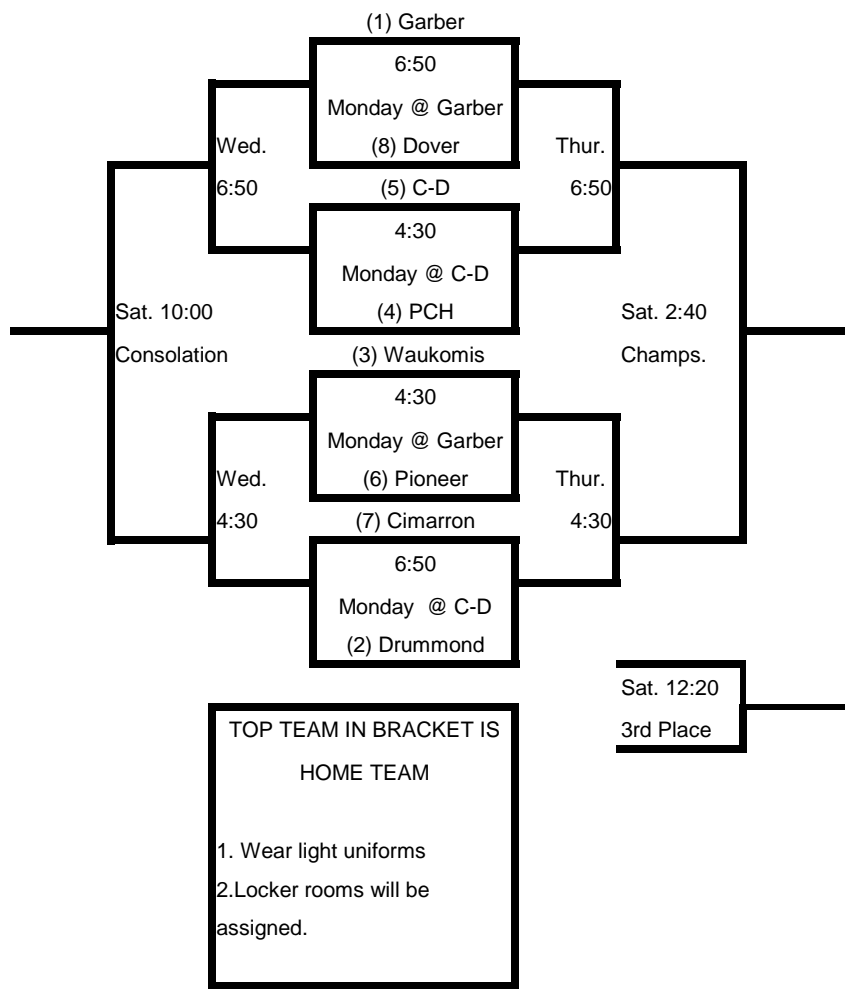 (1) Garber
6:50
Monday @ Garber
(8) Dover
Wed.
6:50
Thur.
6:50
(5) C-D
4:30
Monday @ C-D
(4) PCH
Sat. 10:00
Consolation
Sat. 2:40
Champs.
(3) Waukomis
4:30
Monday @ Garber
(6) Pioneer
Wed.
4:30
Thur.
4:30
(7) Cimarron
6:50
Monday  @ C-D
(2) Drummond
Sat. 12:20
3rd Place
TOP TEAM IN BRACKET IS
HOME TEAM
1. Wear light uniforms
2.Locker rooms will be
assigned.